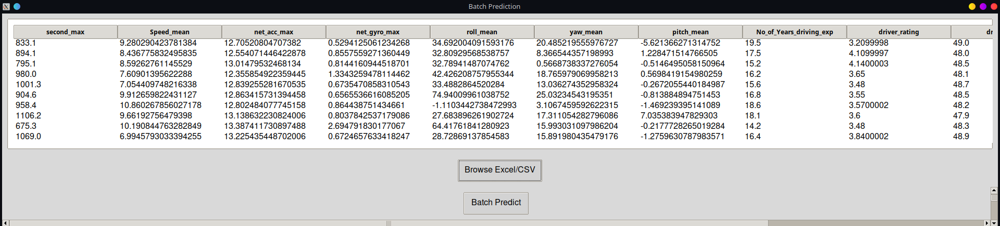 Batch Prediction
second_max Speed_mean net_acc_max net_gyro_max roll_mean yaw_mean pitch_mean No_of_Years_driving_exp driver_rating dr
833.1 9.280290423781384 12.70520804707382 0.5294125061234268 34.692004091593176 20.485219555976727 -5.621366271314752 19.5 3.2099998 49.0
894.1 8.436775832495835 12.554071446422878 0.8557559271360449 32.80929568538757 8.366544357198993 1.228471514766505 17.5 4.1099997 48.0
795.1 8.59262761145529 13.01479532468134 0.8144160944518701 32.78941487074762 0.5668738337276054 -0.5146495058150964 15.2 4.1400003 48.5
980.0 7.60901395622288 12.355854922359445 1.3343259478114462 42.426208757955344 18.765979069958213 0.5698419154980259 16.2 3.65 48.1
1001.3 7.054409748216338 12.839255281670535 0.6735470858310543 33.4882864520284 13.036274352958324 -0.2672055440184987 15.6 3.48 48.7
904.6 9.912659822431127 12.863415731394458 0.6565536616085205 74.94009961038752 25.03234543195351 -0.813884894751453 16.8 3.55 48.5
958.4 10.860267856027178 12.802484077745158 0.864438751434661 -1.1103442738472993 3.1067459592622315 -1.469239395141089 18.6 3.5700002 48.2
1106.2 9.66192756479398 13.138632230824006 0.8037842537179086 27.683896261902724 17.311054282796086 7.035383947829303 18.1 3.6 47.9
675.3 10.190844763282849 13.387411730897488 2.694791830177067 64.41761841280923 15.993031097986204 -0.2177728265019284 14.2 3.48 48.3
1069.0 6.9945793033394255 13.225435448702006 0.6724657633418247 28.72869137854583 15.891980435479176 -1.2759630787983571 16.4 3.8400002 48.9
Browse Excel/CSV
Batch Predict